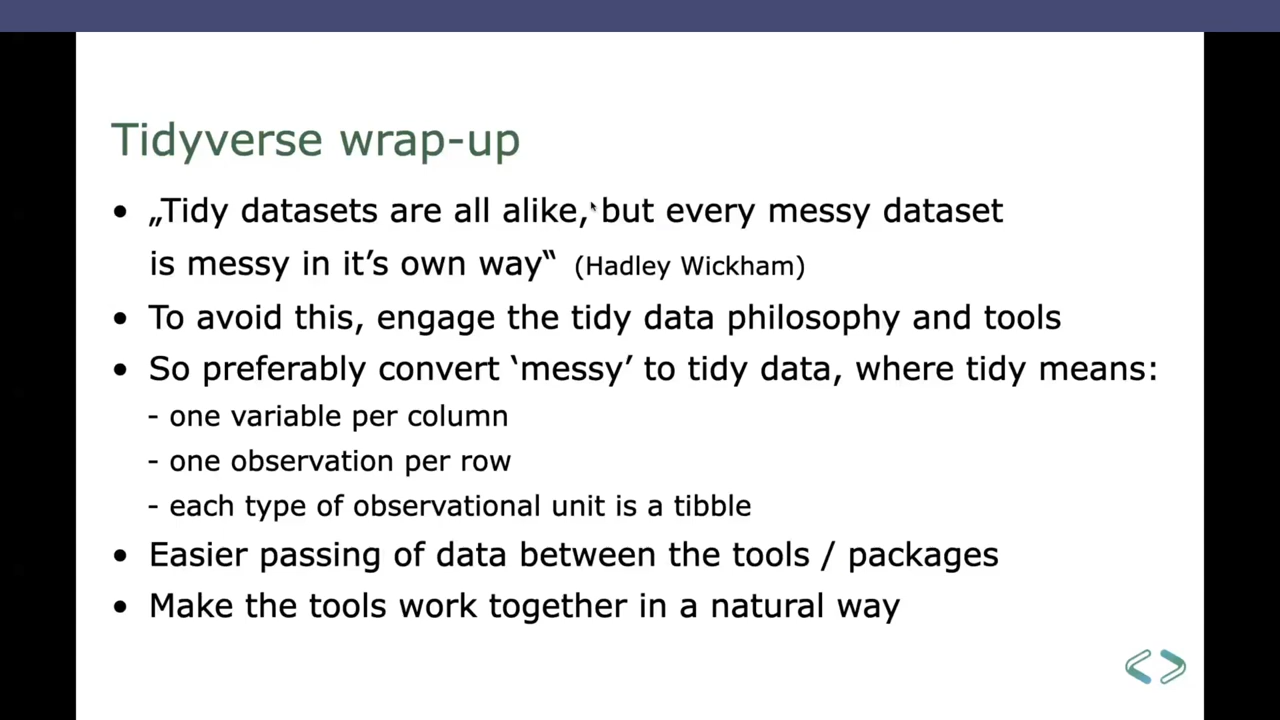 Tidyverse wrap-up
• „Tidy datasets are all alike, but every messy dataset
is messy in it’s own way‟ (Hadley Wickham)
• To avoid this, engage the tidy data philosophy and tools
• So preferably convert ‛messy’ to tidy data, where tidy means:
- one variable per column
- one observation per row
- each type of observational unit is a tibble
• Easier passing of data between the tools / packages
• Make the tools work together in a natural way